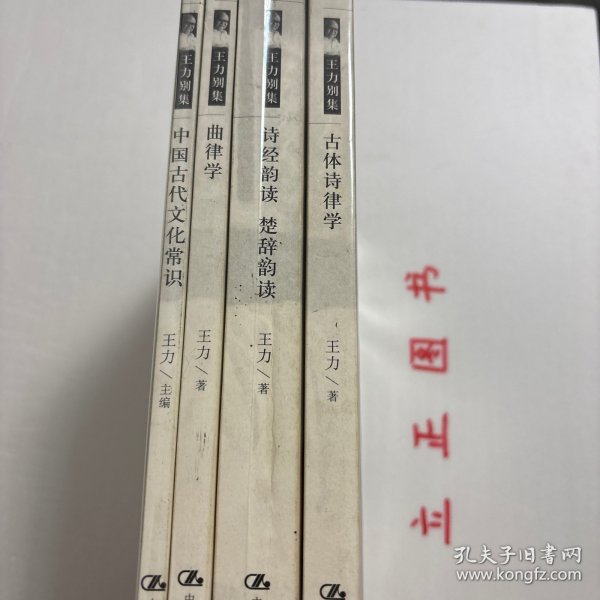 王力别集
中国古代文化常识
王力／主编
王力别集
曲律学
王力／著
中
王力别集
诗经韵读 楚辞韵读
王力／著
王力别集
古体诗律学
王力／著
立正图书
孔夫子旧书网
www.kongfz.com